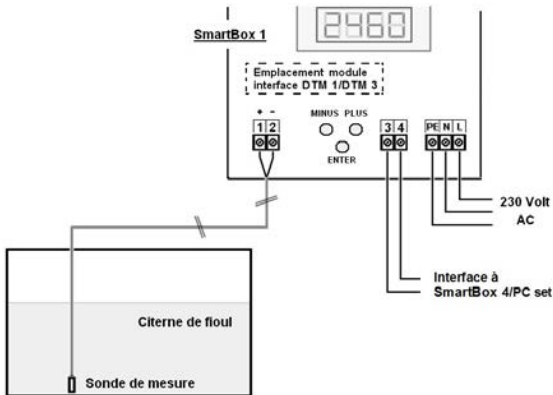 2460
SmartBox 1
Emplacement module
interface DTM 1/DTM 3
+ -
MINUS PLUS
1 2
3 4
PE N L
ENTER
230 Volt
AC
Interface à
SmartBox 4/PC set
Citerne de fioul
Sonde de mesure